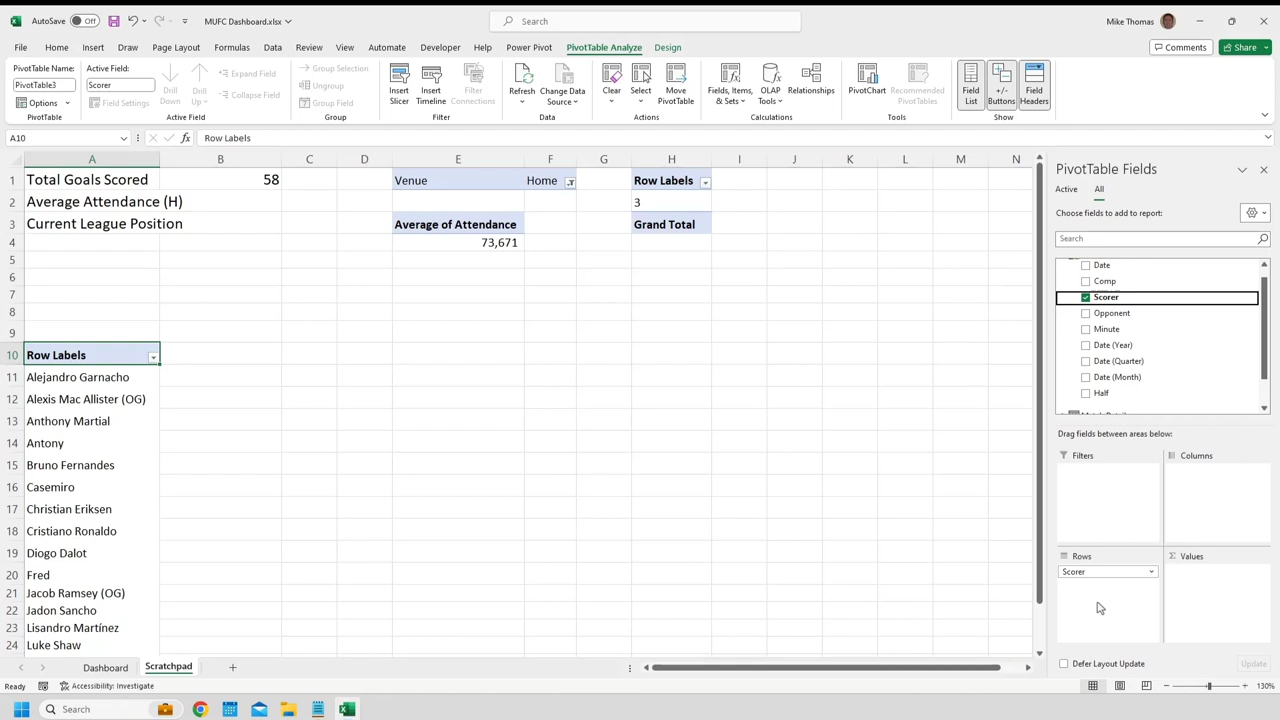 AutoSave Off MUFC Dashboard.xlsx Search Mike Thomas
File Home Insert Draw Page Layout Formulas Data Review View Automate Developer Help Power Pivot PivotTable Analyze Design Comments Share
PivotTable Name: Active Field:
PivotTable3 Scorer
Options Field Settings
Drill Down Drill Up
Expand Field
Collapse Field
Group Selection
Ungroup
Group Field
Insert Slicer Insert Timeline Filter Connections
Refresh Change Data Source
Clear Select Move PivotTable
Fields, Items, & Sets OLAP Tools Relationships
PivotChart Recommended PivotTables
Field List +/- Buttons Field Headers
PivotTable Active Field Group Filter Data Actions Calculations Tools Show
A10 fx Row Labels
A B C D E F G H I J K L M N
1 Total Goals Scored 58 Venue Home Row Labels
2 Average Attendance (H) 3
3 Current League Position Average of Attendance Grand Total
4 73,671
5
6
7
8
9
10 Row Labels
11 Alejandro Garnacho
12 Alexis Mac Allister (OG)
13 Anthony Martial
14 Antony
15 Bruno Fernandes
16 Casemiro
17 Christian Eriksen
18 Cristiano Ronaldo
19 Diogo Dalot
20 Fred
21 Jacob Ramsey (OG)
22 Jadon Sancho
23 Lisandro Martínez
24 Luke Shaw
PivotTable Fields
Active All
Choose fields to add to report:
Search
Date
Comp
Scorer
Opponent
Minute
Date (Year)
Date (Quarter)
Date (Month)
Half
Drag fields between areas below:
Filters Columns
Rows Values
Scorer
Defer Layout Update Update
Dashboard Scratchpad
Ready Accessibility: Investigate 130%
Search